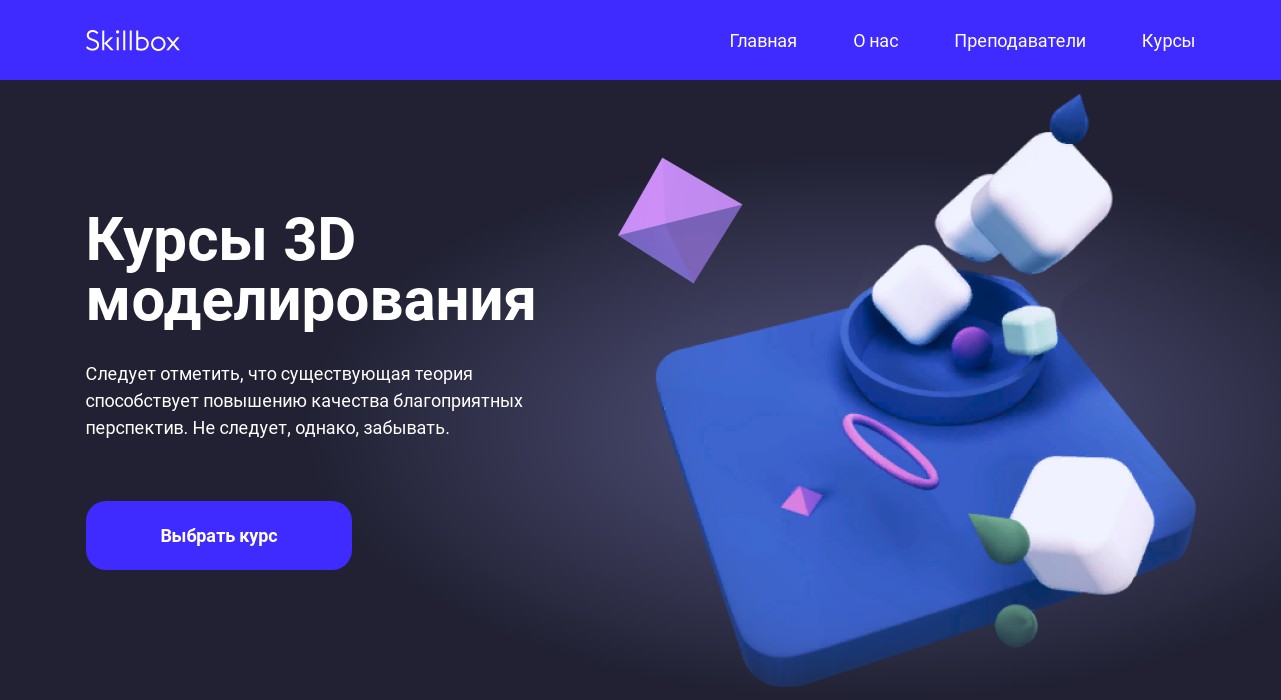 Skillbox
Главная
О нас
Преподаватели
Курсы
Курсы 3D
моделирования
Следует отметить, что существующая теория
способствует повышению качества благоприятных
перспектив. Не следует, однако, забывать.
Выбрать курс